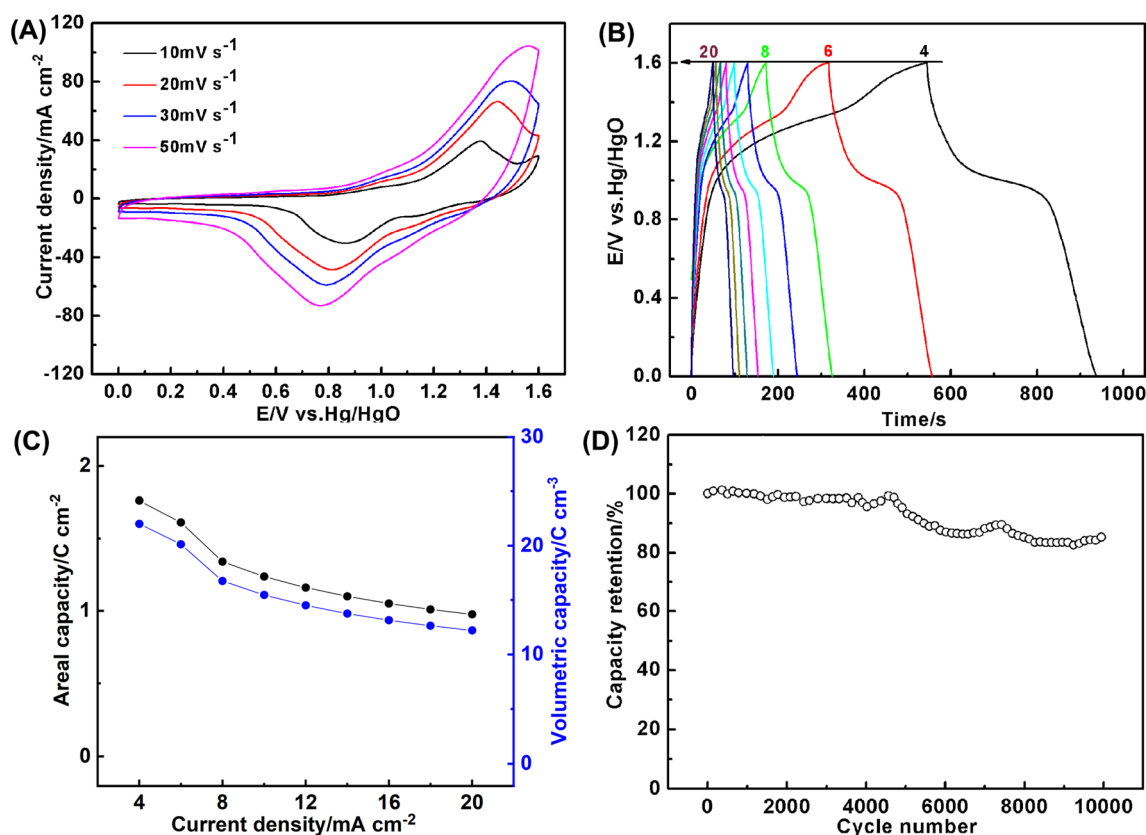 (A)
120
80
40
0
-40
-80
-120
Current density/mA cm⁻²
10mV s⁻¹
20mV s⁻¹
30mV s⁻¹
50mV s⁻¹
0.0 0.2 0.4 0.6 0.8 1.0 1.2 1.4 1.6
E/V vs.Hg/HgO
(B)
20 8 6 4
1.6
1.2
0.8
0.4
0.0
E/V vs.Hg/HgO
0 200 400 600 800 1000
Time/s
(C)
2
1
0
Areal capacity/C cm⁻²
30
20
10
0
Volumetric capacity/C cm⁻³
4 8 12 16 20
Current density/mA cm⁻²
(D)
120
100
80
60
40
20
0
Capacity retention/%
0 2000 4000 6000 8000 10000
Cycle number